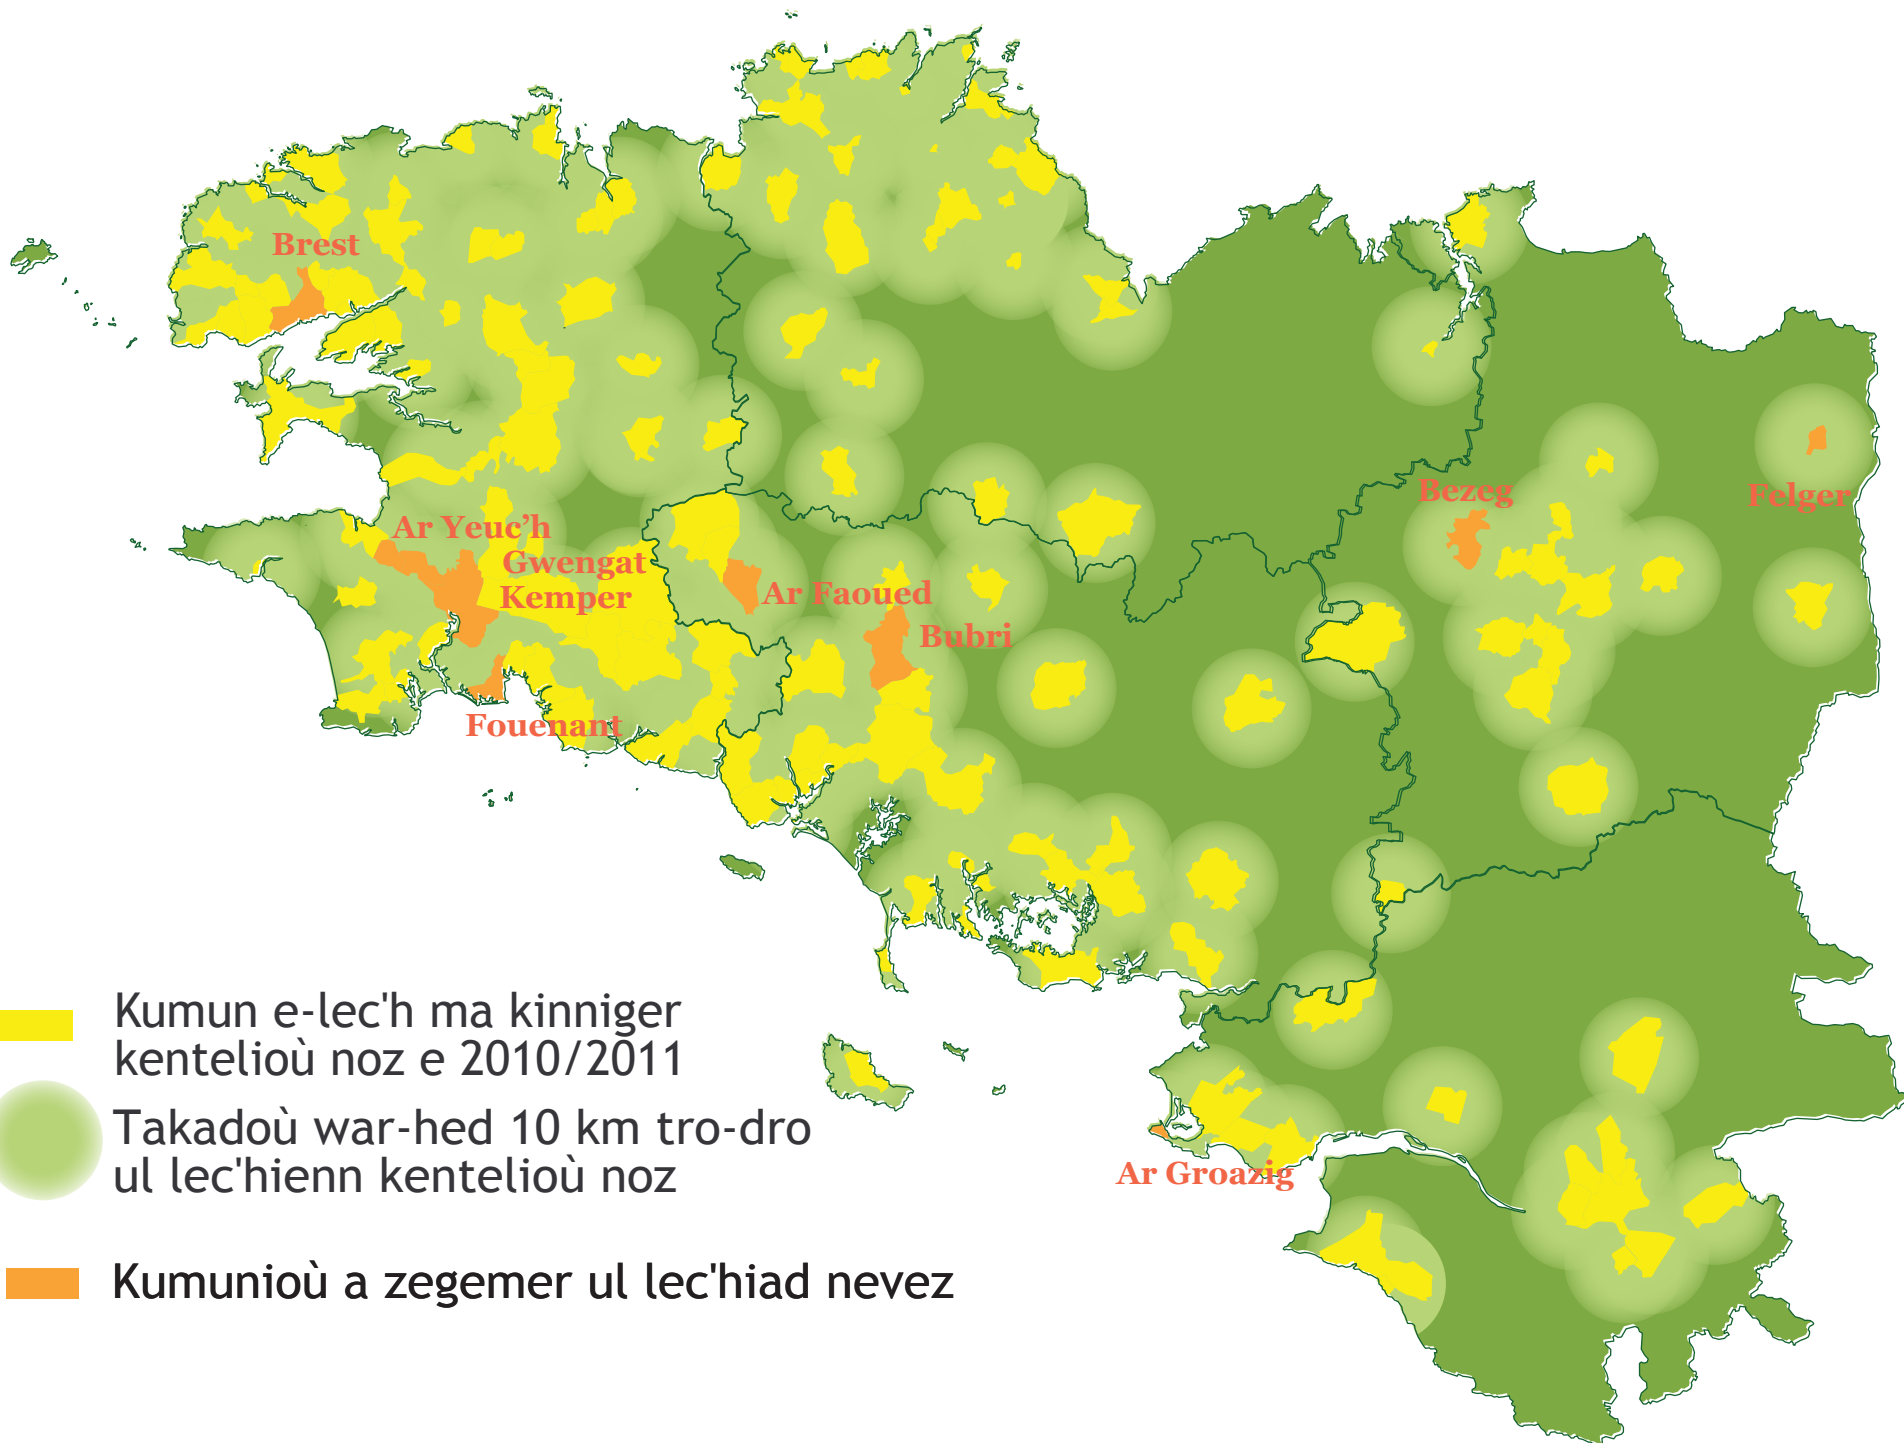 Brest
Bezeg
Felger
Ar Yeuc’h
Gwengat
Kemper
Ar Faoued
Bubri
Fouenant
Ar Groazig
Kumun e-lec'h ma kinniger
kentelioù noz e 2010/2011
Takadoù war-hed 10 km tro-dro
ul lec'hienn kentelioù noz
Kumunioù a zegemer ul lec'hiad nevez